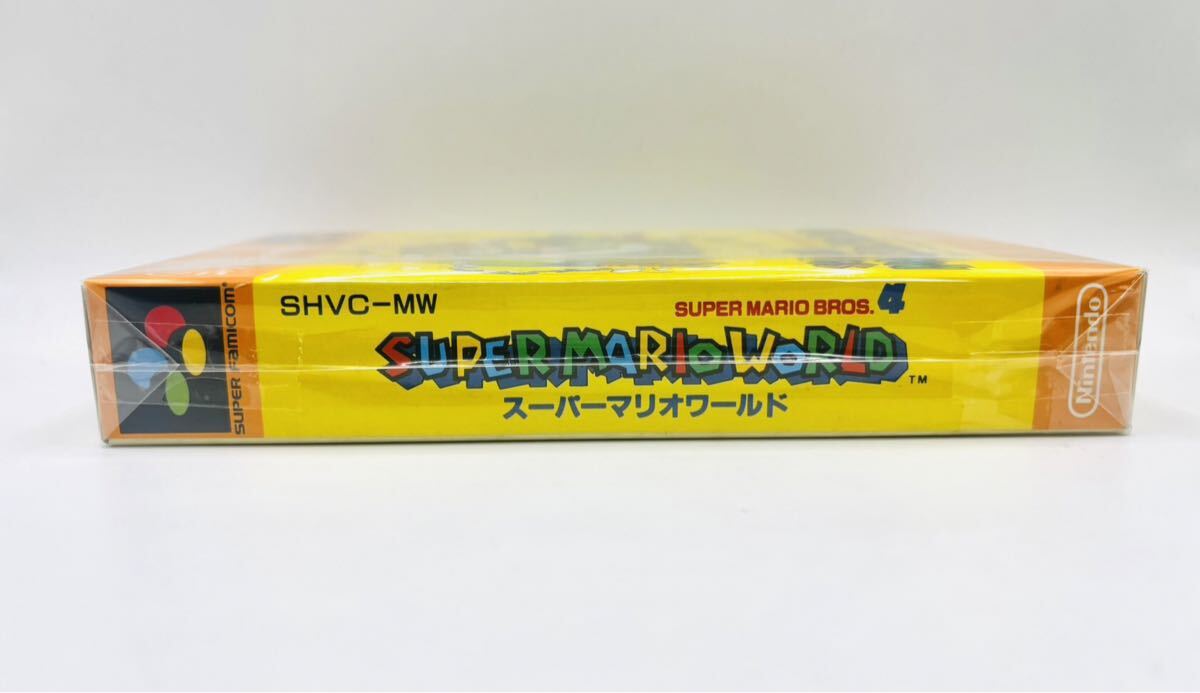 SUPER FAMICOM®
SHVC-MW
SUPER MARIO BROS. 4
SUPER MARIO WORLD ™
スーパーマリオワールド
Nintendo